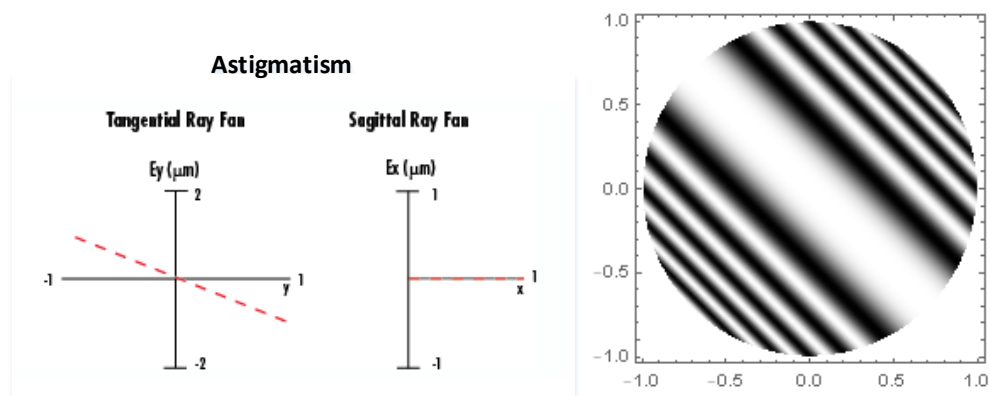 Astigmatism
Tangential Ray Fan
Sagittal Ray Fan
Ey (μm)
Ex (μm)
2
1
-1
1
y
1
x
-2
-1
1.0
0.5
0.0
−0.5
−1.0
−1.0 −0.5 0.0 0.5 1.0